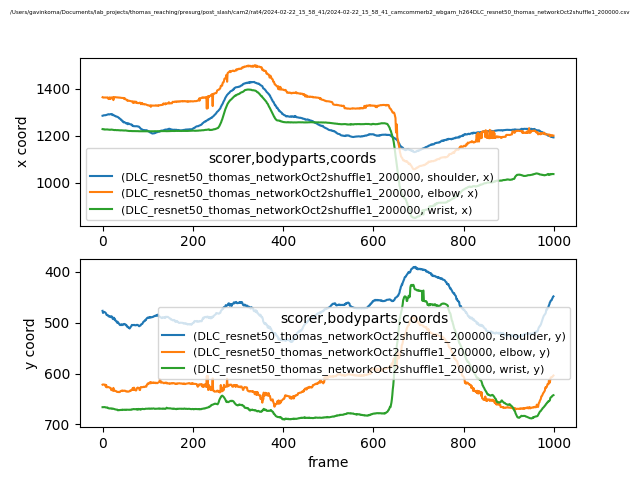 /Users/gavinkoma/Documents/lab_projects/thomas_reaching/presurg/post_slash/cam2/rat4/2024-02-22_15_58_41/2024-02-22_15_58_41_camcommerb2_wbgam_h264DLC_resnet50_thomas_networkOct2shuffle1_200000.csv
1400
1200
1000
x coord
scorer,bodyparts,coords
(DLC_resnet50_thomas_networkOct2shuffle1_200000, shoulder, x)
(DLC_resnet50_thomas_networkOct2shuffle1_200000, elbow, x)
(DLC_resnet50_thomas_networkOct2shuffle1_200000, wrist, x)
0 200 400 600 800 1000
400
500
600
700
y coord
scorer,bodyparts,coords
(DLC_resnet50_thomas_networkOct2shuffle1_200000, shoulder, y)
(DLC_resnet50_thomas_networkOct2shuffle1_200000, elbow, y)
(DLC_resnet50_thomas_networkOct2shuffle1_200000, wrist, y)
0 200 400 600 800 1000
frame